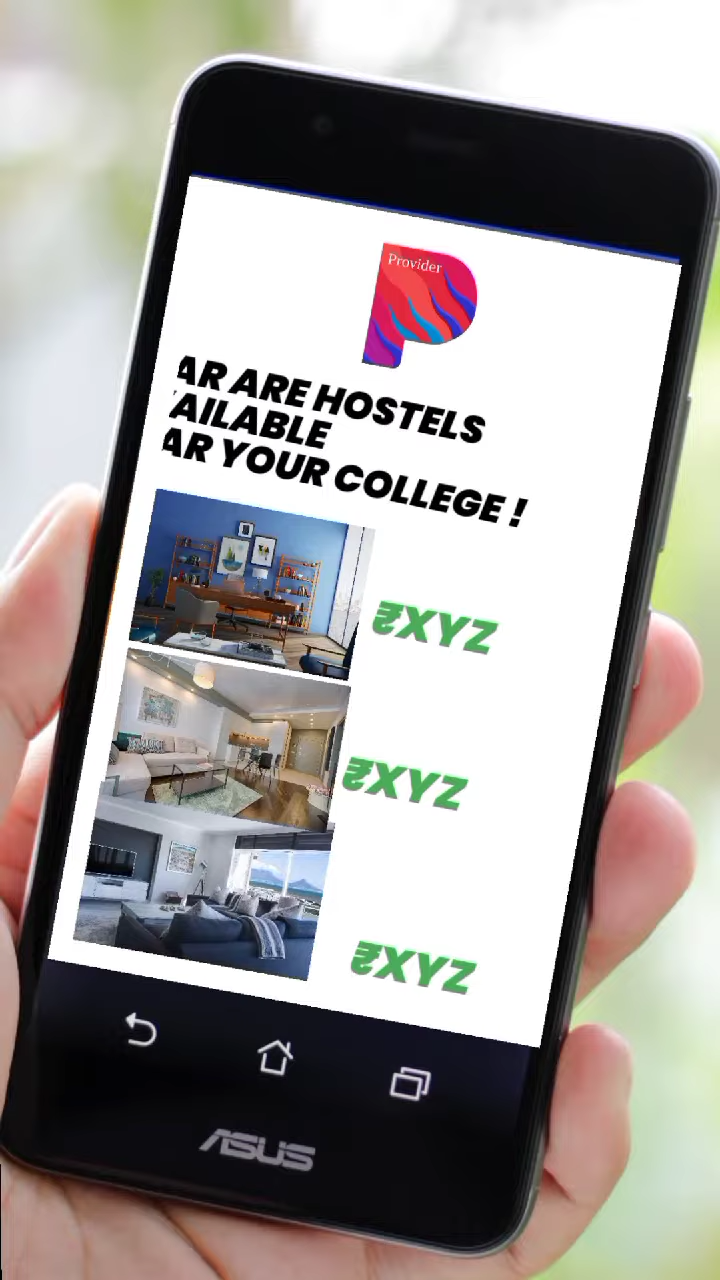 Provider
AR ARE HOSTELS
AILABLE
AR YOUR COLLEGE !
₹XYZ
₹XYZ
₹XYZ
ASUS